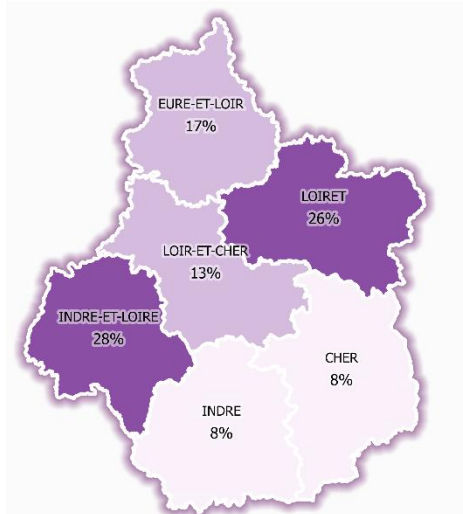 EURE-ET-LOIR
17%
LOIRET
26%
LOIR-ET-CHER
13%
INDRE-ET-LOIRE
28%
CHER
8%
INDRE
8%